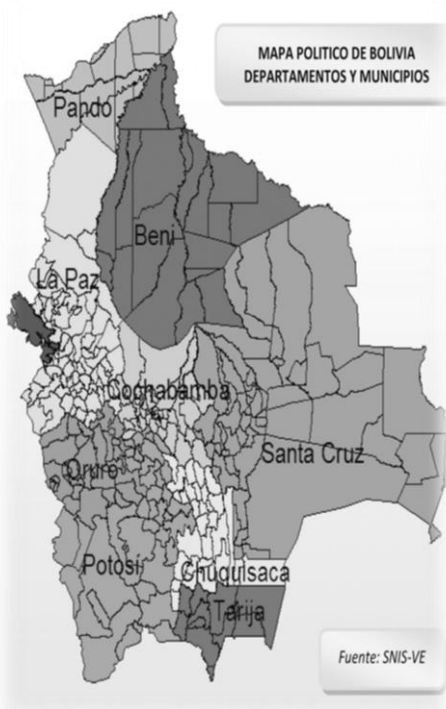 MAPA POLITICO DE BOLIVIA
DEPARTAMENTOS Y MUNICIPIOS
Pando
Beni
La Paz
Cochabamba
Oruro
Santa Cruz
Potosi
Chuquisaca
Tarija
Fuente: SNIS-VE